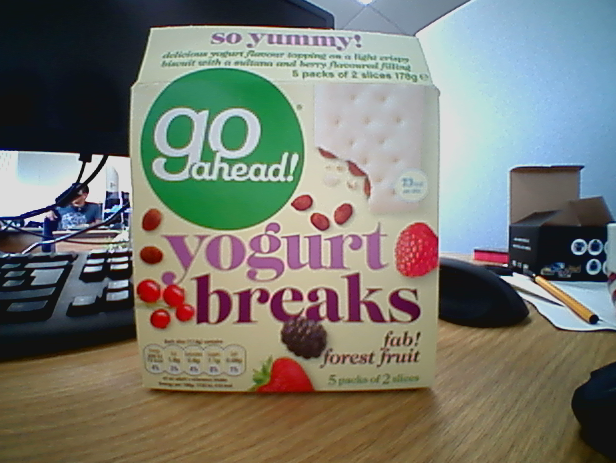 so yummy!
delicious yogurt flavour topping on a light crispy
biscuit with a sultana and berry flavoured filling
5 packs of 2 slices 178g e
go
ahead!
yogurt
breaks
fab!
forest fruit
5 packs of 2 slices